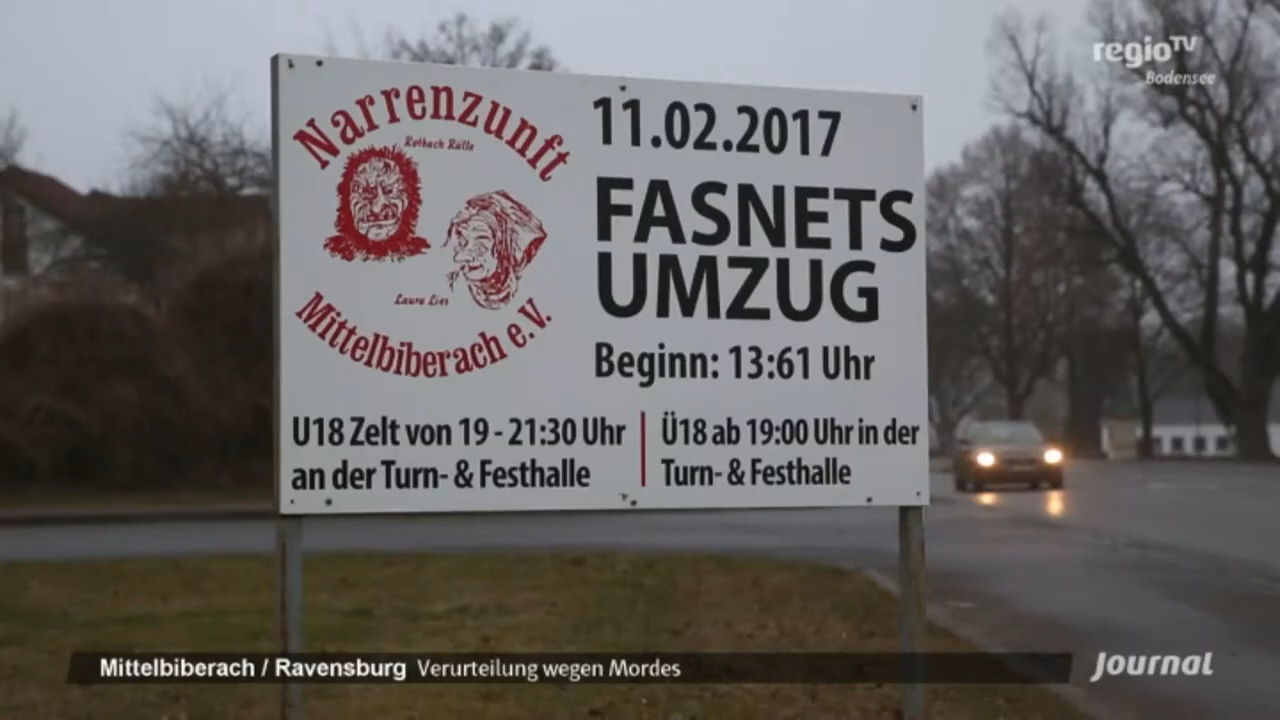 regioTV
Bodensee
Narrenzunft
Rotbach Rälle
Laura Lies
Mittelbiberach e.V.
11.02.2017
FASNETS
UMZUG
Beginn: 13:61 Uhr
U18 Zelt von 19 - 21:30 Uhr
an der Turn- & Festhalle
Ü18 ab 19:00 Uhr in der
Turn- & Festhalle
Mittelbiberach / Ravensburg Verurteilung wegen Mordes
Journal